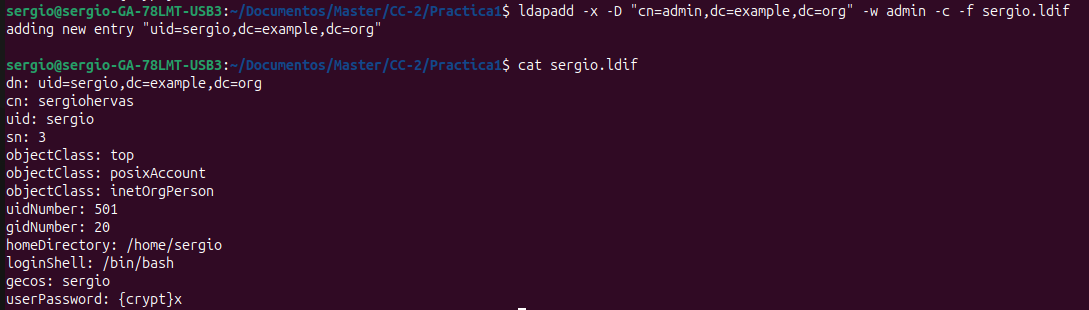 sergio@sergio-GA-78LMT-USB3:~/Documentos/Master/CC-2/Practica1$ ldapadd -x -D "cn=admin,dc=example,dc=org" -w admin -c -f sergio.ldif
adding new entry "uid=sergio,dc=example,dc=org"
sergio@sergio-GA-78LMT-USB3:~/Documentos/Master/CC-2/Practica1$ cat sergio.ldif
dn: uid=sergio,dc=example,dc=org
cn: sergiohervas
uid: sergio
sn: 3
objectClass: top
objectClass: posixAccount
objectClass: inetOrgPerson
uidNumber: 501
gidNumber: 20
homeDirectory: /home/sergio
loginShell: /bin/bash
gecos: sergio
userPassword: {crypt}x